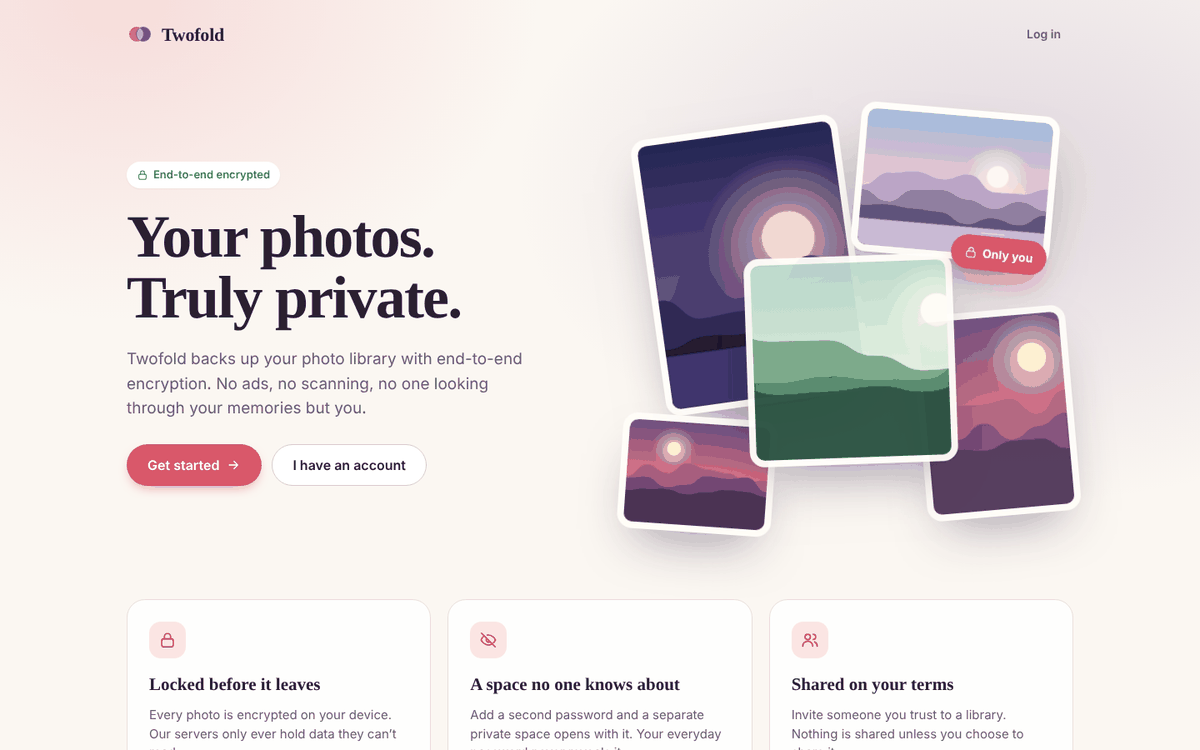 Twofold
Log in
End-to-end encrypted
Your photos.
Truly private.
Twofold backs up your photo library with end-to-end
encryption. No ads, no scanning, no one looking
through your memories but you.
Get started
I have an account
Only you
Locked before it leaves
Every photo is encrypted on your device.
Our servers only ever hold data they can’t
A space no one knows about
Add a second password and a separate
private space opens with it. Your everyday
Shared on your terms
Invite someone you trust to a library.
Nothing is shared unless you choose to